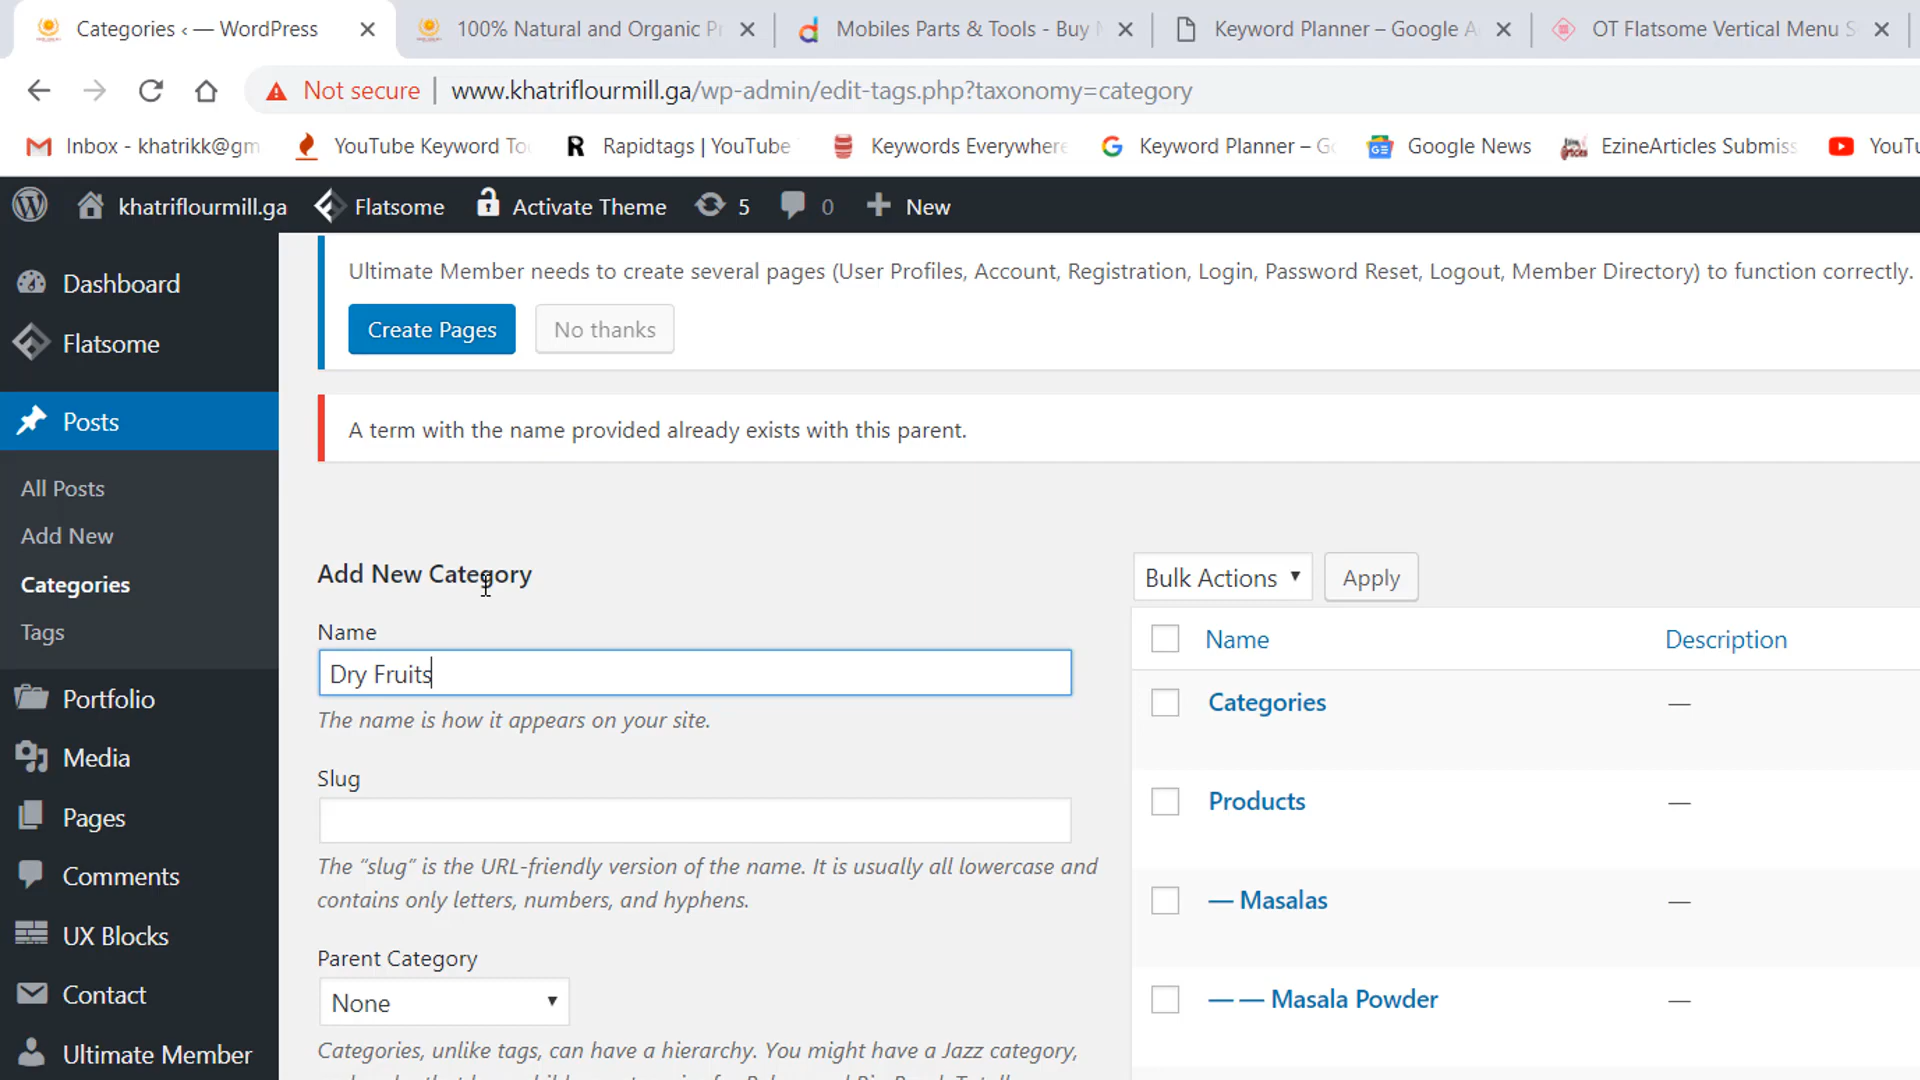 Categories ‹ — WordPress
100% Natural and Organic Pr
Mobiles Parts & Tools - Buy
Keyword Planner – Google A
OT Flatsome Vertical Menu S
Not secure | www.khatriflourmill.ga/wp-admin/edit-tags.php?taxonomy=category
Inbox - khatrikk@gm
YouTube Keyword To
Rapidtags | YouTube
Keywords Everywhere
Keyword Planner – Go
Google News
EzineArticles Submiss
YouTu
khatriflourmill.ga
Flatsome
Activate Theme
5
0
New
Dashboard
Flatsome
Posts
All Posts
Add New
Categories
Tags
Portfolio
Media
Pages
Comments
UX Blocks
Contact
Ultimate Member
Ultimate Member needs to create several pages (User Profiles, Account, Registration, Login, Password Reset, Logout, Member Directory) to function correctly.
Create Pages
No thanks
A term with the name provided already exists with this parent.
Add New Category
Name
Dry Fruits
The name is how it appears on your site.
Slug
The “slug” is the URL-friendly version of the name. It is usually all lowercase and
contains only letters, numbers, and hyphens.
Parent Category
None
Categories, unlike tags, can have a hierarchy. You might have a Jazz category,
Bulk Actions
Apply
Name
Description
Categories
—
Products
—
— Masalas
—
— — Masala Powder
—